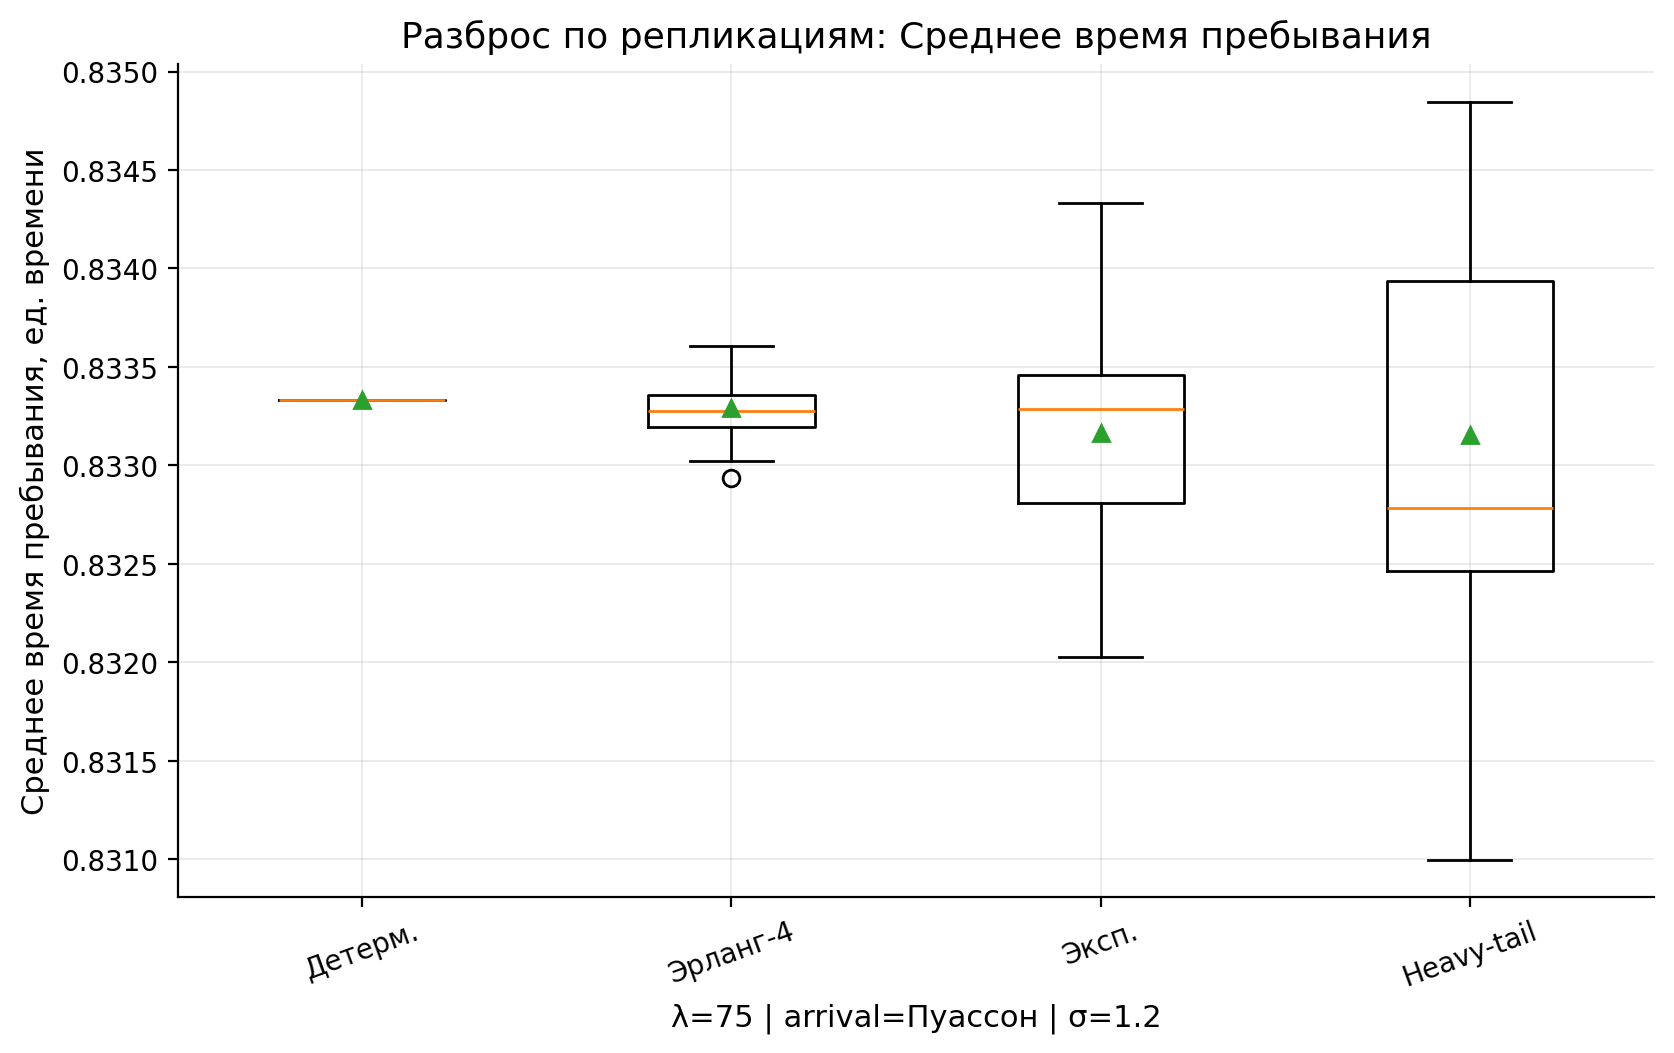 Разброс по репликациям: Среднее время пребывания
Среднее время пребывания, ед. времени
0.8350
0.8345
0.8340
0.8335
0.8330
0.8325
0.8320
0.8315
0.8310
Детерм.
Эрланг-4
Эксп.
Heavy-tail
λ=75 | arrival=Пуассон | σ=1.2